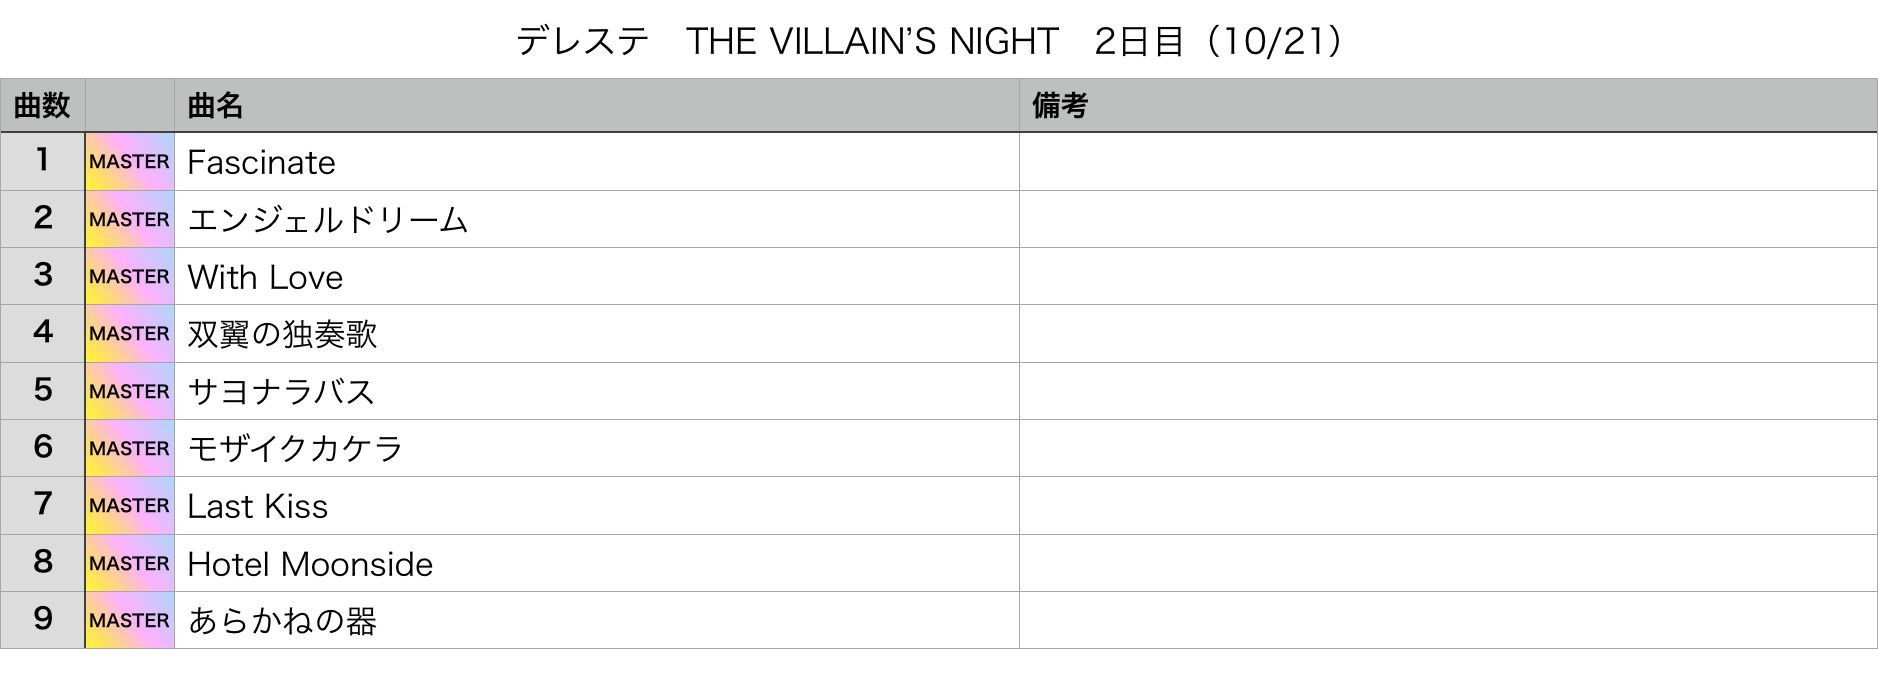 デレステ　THE VILLAIN’S NIGHT　2日目（10/21）
曲数 曲名 備考
1 MASTER Fascinate
2 MASTER エンジェルドリーム
3 MASTER With Love
4 MASTER 双翼の独奏歌
5 MASTER サヨナラバス
6 MASTER モザイクカケラ
7 MASTER Last Kiss
8 MASTER Hotel Moonside
9 MASTER あらかねの器